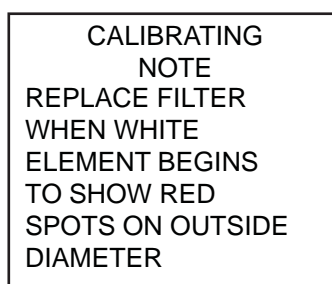 CALIBRATING
NOTE
REPLACE FILTER
WHEN WHITE
ELEMENT BEGINS
TO SHOW RED
SPOTS ON OUTSIDE
DIAMETER